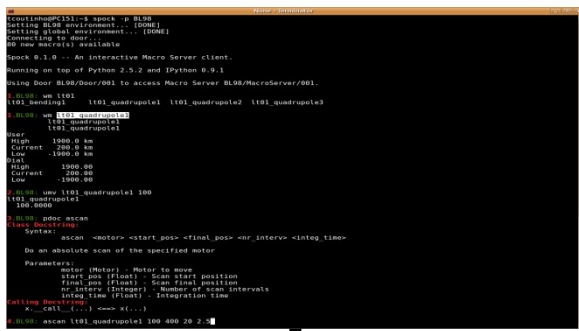 tcoutinho@PC151:~$ spock -p BL98
Setting BL98 environment... [DONE]
Setting global environment... [DONE]
Connecting to door...
80 new macro(s) available
Spock 0.1.0 -- An interactive Macro Server client.
Running on top of Python 2.5.2 and IPython 0.9.1
Using Door BL98/Door/001 to access Macro Server BL98/MacroServer/001.
1.BL98: wm lt01
lt01_bending1 lt01_quadrupole1 lt01_quadrupole2 lt01_quadrupole3
1.BL98: wm lt01_quadrupole1
lt01_quadrupole1
lt01_quadrupole1
User
High 1900.0 km
Current 200.0 km
Low -1900.0 km
Dial
High 1900.00
Current 200.00
Low -1900.00
2.BL98: umv lt01_quadrupole1 100
lt01_quadrupole1
100.0000
3.BL98: pdoc ascan
Class Docstring:
Syntax:
ascan <motor> <start_pos> <final_pos> <nr_interv> <integ_time>
Do an absolute scan of the specified motor
Parameters:
motor (Motor) - Motor to move
start_pos (Float) - Scan start position
final_pos (Float) - Scan final position
nr_interv (Integer) - Number of scan intervals
integ_time (Float) - Integration time
Calling Docstring:
x.__call__(...) <==> x(...)
4.BL98: ascan lt01_quadrupole1 100 400 20 2.5